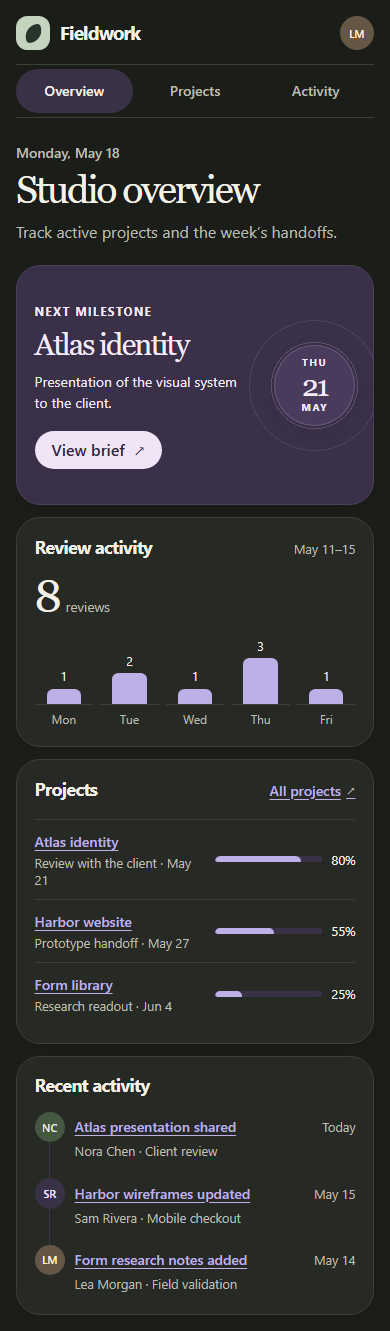 Fieldwork
LM
Overview
Projects
Activity
Monday, May 18
Studio overview
Track active projects and the week’s handoffs.
NEXT MILESTONE
Atlas identity
Presentation of the visual system
to the client.
View brief ↗
THU
21
MAY
Review activity
May 11–15
8 reviews
1
2
1
3
1
Mon
Tue
Wed
Thu
Fri
Projects
All projects ↗
Atlas identity
Review with the client · May
21
80%
Harbor website
Prototype handoff · May 27
55%
Form library
Research readout · Jun 4
25%
Recent activity
NC
Atlas presentation shared
Today
Nora Chen · Client review
SR
Harbor wireframes updated
May 15
Sam Rivera · Mobile checkout
LM
Form research notes added
May 14
Lea Morgan · Field validation